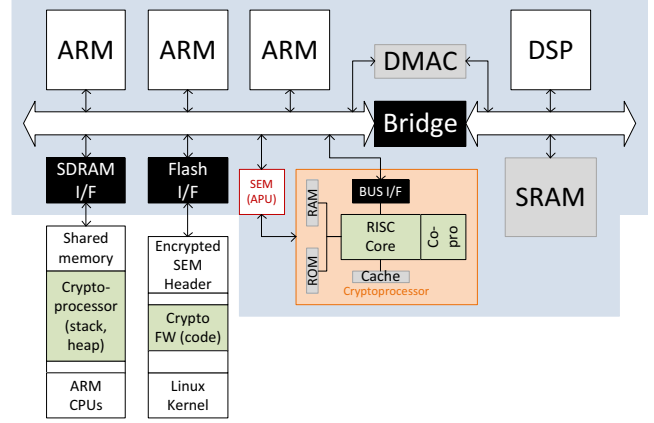 ARM
ARM
ARM
DMAC
DSP
Bridge
SDRAM
I/F
Flash
I/F
SEM
(APU)
BUS I/F
SRAM
RAM
RISC
Core
Co-
pro
ROM
Cache
Cryptoprocessor
Shared
memory
Crypto-
processor
(stack,
heap)
ARM
CPUs
Encrypted
SEM
Header
Crypto
FW (code)
Linux
Kernel